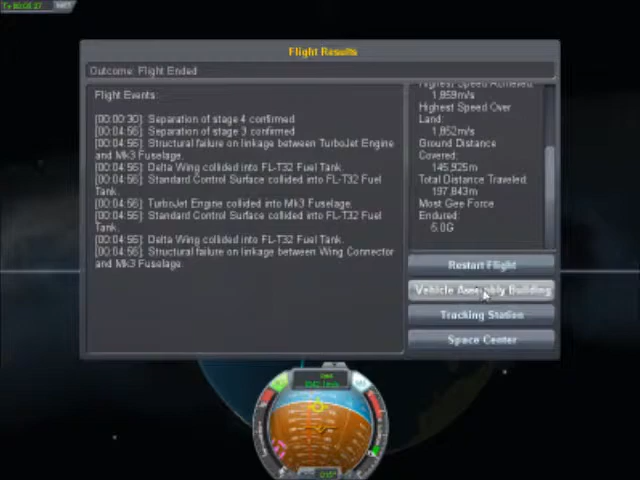 MET
Flight Results
Outcome: Flight Ended
Flight Events:
[00:00:30]: Separation of stage 4 confirmed
[00:04:56]: Separation of stage 3 confirmed
[00:04:56]: Structural failure on linkage between TurboJet Engine
and Mk3 Fuselage.
[00:04:56]: Delta Wing collided into FL-T32 Fuel Tank.
[00:04:56]: Standard Control Surface collided into FL-T32 Fuel
Tank.
[00:04:56]: TurboJet Engine collided into Mk3 Fuselage.
[00:04:56]: Standard Control Surface collided into FL-T32 Fuel
Tank.
[00:04:56]: Delta Wing collided into FL-T32 Fuel Tank.
[00:04:56]: Structural failure on linkage between Wing Connector
and Mk3 Fuselage.
Highest Speed Achieved:
1,859m/s
Highest Speed Over
Land:
1,852m/s
Ground Distance
Covered:
145,925m
Total Distance Traveled:
197,843m
Most Gee Force
Endured:
5.0G
Restart Flight
Vehicle Assembly Building
Tracking Station
Space Center